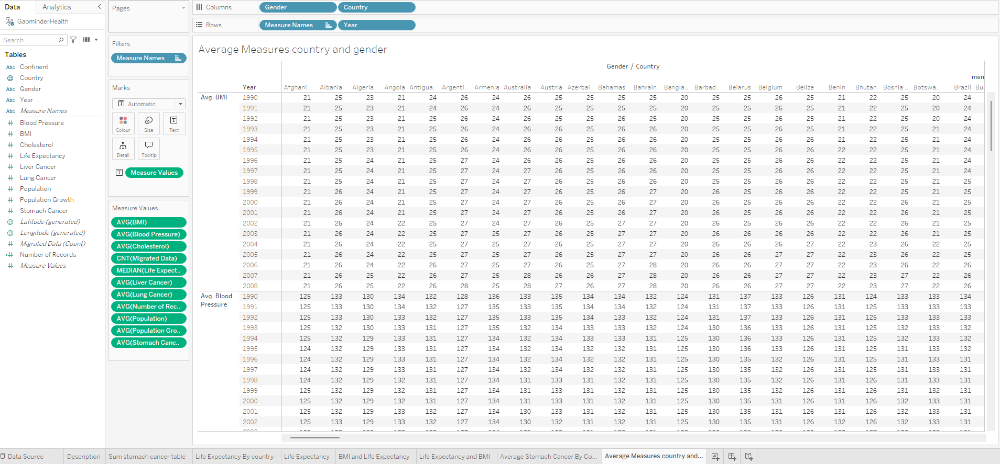 Data Analytics
GapminderHealth
Search
Tables
Abc Continent
Country
Abc Gender
Abc Year
Abc Measure Names
Blood Pressure
BMI
Cholesterol
Life Expectancy
Liver Cancer
Lung Cancer
Population
Population Growth
Stomach Cancer
Latitude (generated)
Longitude (generated)
Migrated Data (Count)
Number of Records
Measure Values
Pages
Filters
Measure Names
Marks
Automatic
Colour Size Text
Detail Tooltip
Measure Values
Measure Values
AVG(BMI)
AVG(Blood Pressure)
AVG(Cholesterol)
CNT(Migrated Data)
MEDIAN(Life Expect..
AVG(Liver Cancer)
AVG(Lung Cancer)
AVG(Number of Rec..
AVG(Population)
AVG(Population Gro..
AVG(Stomach Canc..
Columns Gender Country
Rows Measure Names Year
Average Measures country and gender
Gender / Country
men
Year Afghani.. Albania Algeria Angola Antigua.. Argenti.. Armenia Australia Austria Azerbai.. Bahamas Bahrain Bangla.. Barbad.. Belarus Belgium Belize Benin Bhutan Bosnia .. Botswa.. Brazil Bul
Avg. BMI 1990 21 25 23 21 24 26 24 26 25 25 25 25 20 25 25 26 25 21 22 25 20 24
1991 21 25 23 21 24 26 24 26 25 25 25 25 20 25 25 26 25 21 22 25 20 24
1992 21 25 23 21 25 26 24 26 25 25 26 25 20 25 25 26 25 21 22 25 20 24
1993 21 25 23 21 25 26 24 26 25 25 26 26 20 25 25 26 25 21 22 25 21 24
1994 21 25 23 21 25 26 24 26 26 25 26 26 20 25 25 26 26 21 22 25 21 24
1995 21 25 23 21 25 26 24 26 26 25 26 26 20 25 25 26 26 22 22 25 21 24
1996 21 25 24 21 25 27 24 26 26 25 26 26 20 25 25 26 26 22 22 25 21 24
1997 21 25 24 21 25 27 24 27 26 25 26 26 20 25 25 26 26 22 22 25 21 24
1998 21 25 24 21 25 27 24 27 26 25 26 26 20 25 25 26 26 22 22 25 21 25
1999 21 26 24 21 25 27 24 27 26 25 26 27 20 26 25 26 26 22 22 25 21 25
2000 21 26 24 21 25 27 24 27 26 25 26 27 20 26 25 26 26 22 22 25 21 25
2001 21 26 24 21 25 27 24 27 26 25 26 27 20 26 25 26 26 22 22 26 21 25
2002 21 26 24 22 25 27 24 27 26 25 27 27 20 26 25 26 26 22 22 26 21 25
2003 21 26 24 22 25 27 25 27 26 25 27 27 20 26 25 26 26 22 22 26 21 25
2004 21 26 24 22 25 27 25 27 26 25 27 27 20 26 26 26 27 22 23 26 22 25
2005 21 26 24 22 25 27 25 27 26 25 27 27 20 26 26 27 27 22 23 26 22 25
2006 21 26 24 22 26 27 25 27 26 26 27 28 20 26 26 27 27 22 23 26 22 26
2007 21 26 25 22 26 27 25 28 26 26 27 28 20 26 26 27 27 22 23 27 22 26
2008 21 26 25 22 26 28 25 28 27 26 27 28 20 26 26 27 27 22 23 27 22 26
Avg. Blood 1990 125 133 130 134 132 128 136 133 135 134 134 132 124 131 137 133 126 131 124 133 133 134
Pressure 1991 125 133 130 134 132 127 135 133 135 134 134 132 124 131 137 133 126 131 125 133 133 133
1992 125 133 130 133 132 127 135 133 135 134 133 132 124 131 137 133 126 131 125 133 133 133
1993 125 132 130 133 131 127 135 132 134 133 133 132 124 130 136 133 126 131 125 132 133 132
1994 125 132 129 133 131 127 134 132 134 133 133 131 125 130 136 133 126 131 125 132 133 132
1995 124 132 129 133 131 127 134 132 134 132 132 131 125 130 136 133 126 131 125 131 133 132
1996 124 132 129 133 131 127 134 132 134 132 132 131 125 130 135 132 126 131 125 131 133 131
1997 124 132 129 133 131 127 134 132 134 132 132 131 125 130 135 132 126 131 125 131 133 131
1998 124 132 129 132 131 127 134 131 133 131 132 131 125 130 135 132 126 131 126 131 133 131
1999 125 132 129 132 131 127 134 131 133 131 132 131 125 130 135 132 126 131 126 131 132 131
2000 125 132 129 132 131 127 134 131 133 131 132 131 125 130 135 131 126 131 126 132 133 131
2001 125 132 129 133 132 127 134 130 133 131 132 131 125 130 135 131 126 131 126 132 133 131
2002 125 133 129 133 132 127 134 130 132 131 132 131 125 130 135 131 126 132 126 132 133 131
Data Source Description Sum stomach cancer table Life Expectancy By country Life Expectancy BMI and LIfe Expectancy Life Expectancy and BMI Average Stomach Cancer By Co... Average Measures country and...